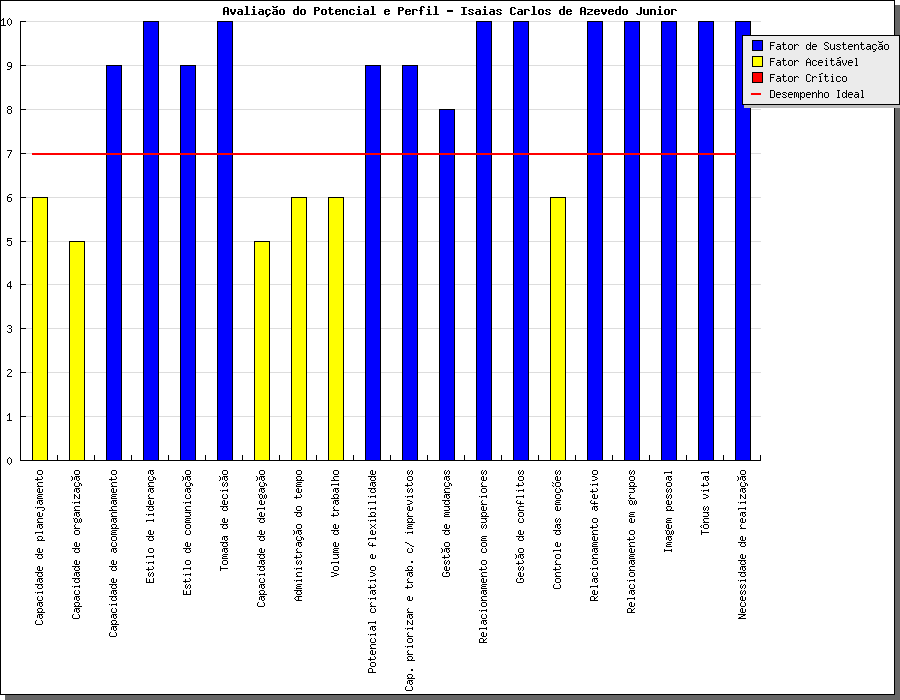 Avaliação do Potencial e Perfil - Isaias Carlos de Azevedo Junior
10
9
8
7
6
5
4
3
2
1
0
Fator de Sustentação
Fator Aceitável
Fator Crítico
Desempenho Ideal
Capacidade de planejamento
Capacidade de organização
Capacidade de acompanhamento
Estilo de liderança
Estilo de comunicação
Tomada de decisão
Capacidade de delegação
Administração do tempo
Volume de trabalho
Potencial criativo e flexibilidade
Cap. priorizar e trab. c/ imprevistos
Gestão de mudanças
Relacionamento com superiores
Gestão de conflitos
Controle das emoções
Relacionamento afetivo
Relacionamento em grupos
Imagem pessoal
Tônus vital
Necessidade de realização